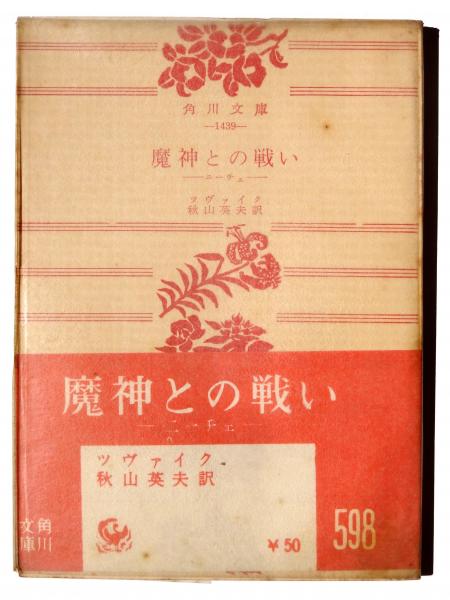 角川文庫
—1439—
魔神との戦い
——ニーチェ——
ツヴァイク
秋山英夫訳
魔神との戦い
—ニーチェ—
ツヴァイク
秋山英夫訳
¥50
598
角川
文庫